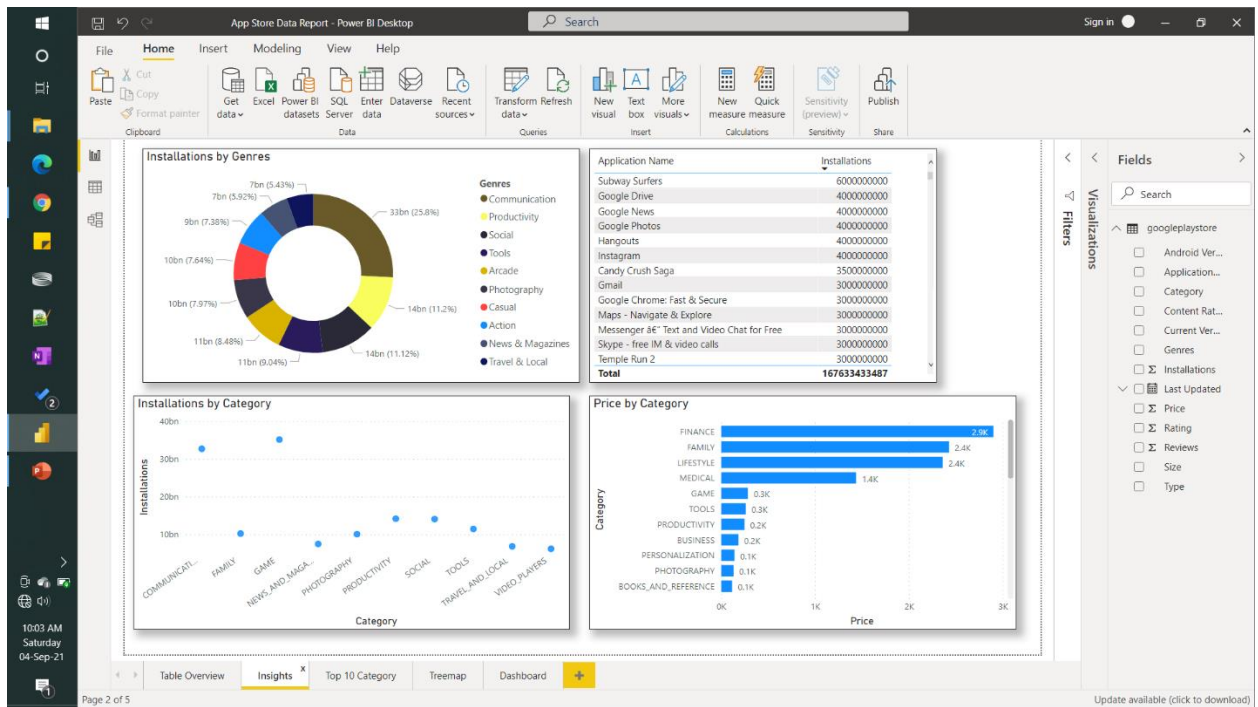 App Store Data Report - Power BI Desktop
Search
Sign in
File Home Insert Modeling View Help
Paste
Cut
Copy
Format painter
Clipboard
Get data
Excel
Power BI datasets
SQL Server
Enter data
Dataverse
Recent sources
Data
Transform data
Refresh
Queries
New visual
Text box
More visuals
Insert
New measure
Quick measure
Calculations
Sensitivity (preview)
Sensitivity
Publish
Share
Installations by Genres
7bn (5.43%)
7bn (5.92%)
9bn (7.38%)
10bn (7.64%)
10bn (7.97%)
11bn (8.48%)
11bn (9.04%)
14bn (11.12%)
14bn (11.2%)
33bn (25.8%)
Genres
Communication
Productivity
Social
Tools
Arcade
Photography
Casual
Action
News & Magazines
Travel & Local
Application Name Installations
Subway Surfers 6000000000
Google Drive 4000000000
Google News 4000000000
Google Photos 4000000000
Hangouts 4000000000
Instagram 4000000000
Candy Crush Saga 3500000000
Gmail 3000000000
Google Chrome: Fast & Secure 3000000000
Maps - Navigate & Explore 3000000000
Messenger â€“ Text and Video Chat for Free 3000000000
Skype - free IM & video calls 3000000000
Temple Run 2 3000000000
Total 167633433487
Installations by Category
40bn
30bn
20bn
10bn
Installations
COMMUNICATI...
FAMILY
GAME
NEWS_AND_MAGA...
PHOTOGRAPHY
PRODUCTIVITY
SOCIAL
TOOLS
TRAVEL_AND_LOCAL
VIDEO_PLAYERS
Category
Price by Category
Category
FINANCE 2.9K
FAMILY 2.4K
LIFESTYLE 2.4K
MEDICAL 1.4K
GAME 0.3K
TOOLS 0.3K
PRODUCTIVITY 0.2K
BUSINESS 0.2K
PERSONALIZATION 0.1K
PHOTOGRAPHY 0.1K
BOOKS_AND_REFERENCE 0.1K
0K 1K 2K 3K
Price
Filters
Visualizations
Fields
Search
googleplaystore
Android Ver...
Application...
Category
Content Rat...
Current Ver...
Genres
Installations
Last Updated
Price
Rating
Reviews
Size
Type
2
10:03 AM
Saturday
04-Sep-21
1
Table Overview Insights x Top 10 Category Treemap Dashboard +
Page 2 of 5
Update available (click to download)